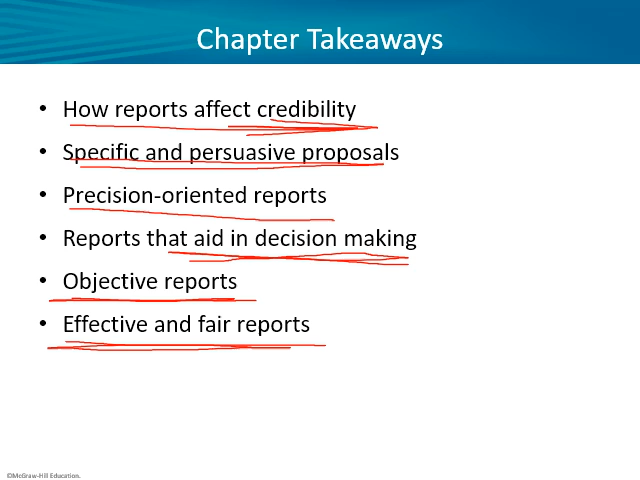 Chapter Takeaways
• How reports affect credibility
• Specific and persuasive proposals
• Precision-oriented reports
• Reports that aid in decision making
• Objective reports
• Effective and fair reports
©McGraw-Hill Education.